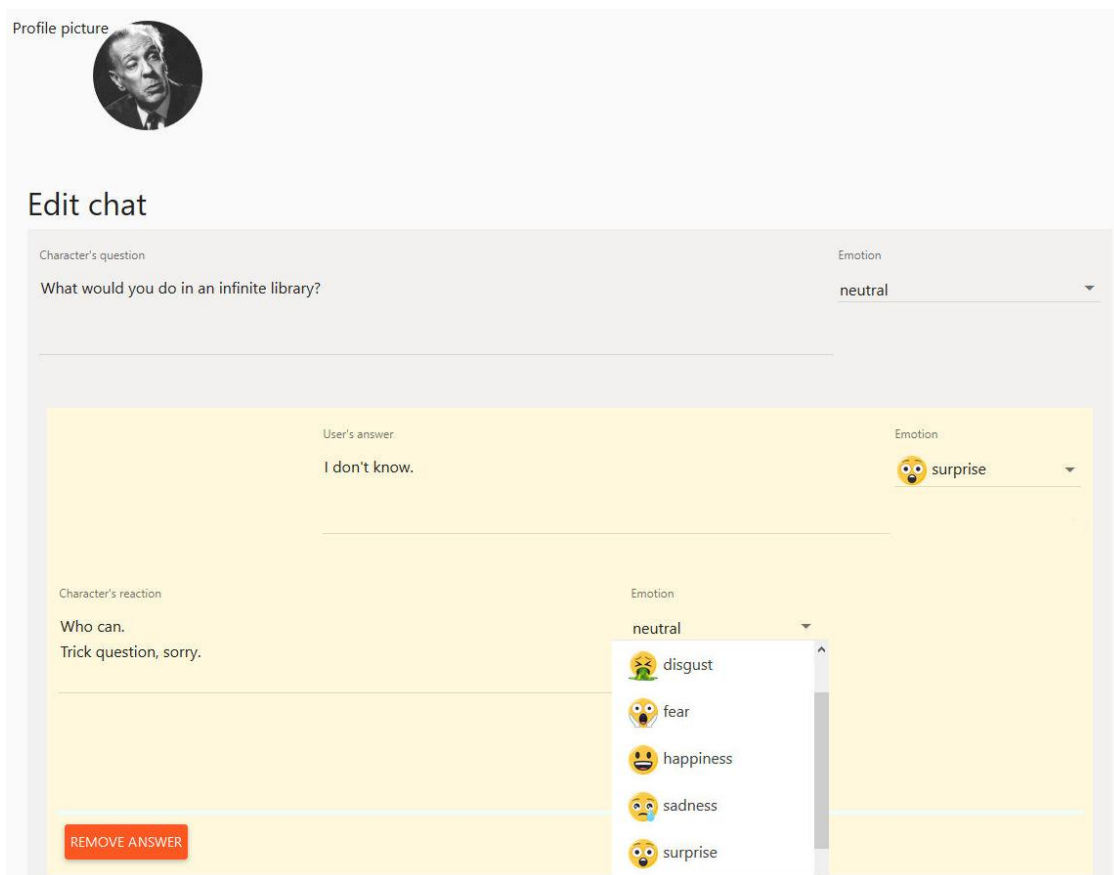 Profile picture
Edit chat
Character's question
Emotion
What would you do in an infinite library?
neutral
User's answer
Emotion
I don't know.
surprise
Character's reaction
Emotion
Who can.
neutral
Trick question, sorry.
disgust
fear
happiness
sadness
REMOVE ANSWER
surprise